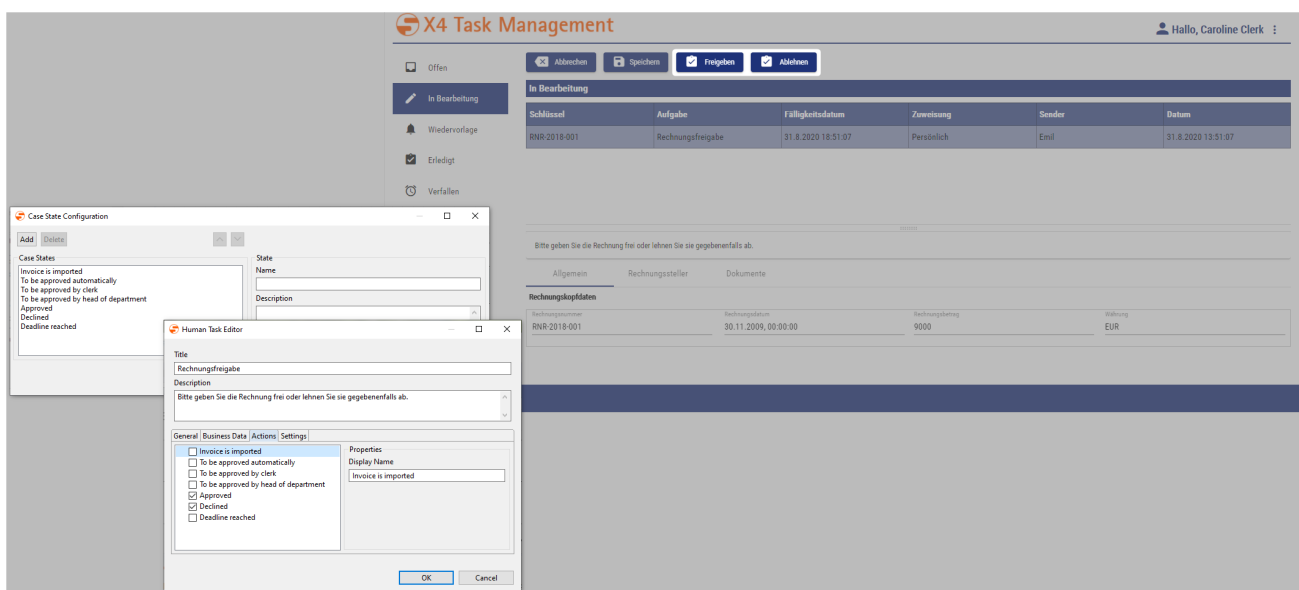 X4 Task Management
Hallo, Caroline Clerk
Offen
In Bearbeitung
Wiedervorlage
Erledigt
Verfallen
Abbrechen Speichern Freigeben Ablehnen
In Bearbeitung
Schlüssel Aufgabe Fälligkeitsdatum Zuweisung Sender Datum
RNR-2018-001 Rechnungsfreigabe 31.8.2020 18:51:07 Persönlich Emil 31.8.2020 13:51:07
Bitte geben Sie die Rechnung frei oder lehnen Sie sie gegebenenfalls ab.
Allgemein Rechnungssteller Dokumente
Rechnungskopfdaten
Rechnungsnummer Rechnungsdatum Rechnungsbetrag Währung
RNR-2018-001 30.11.2009, 00:00:00 9000 EUR
Case State Configuration
Add Delete
Case States
Invoice is imported
To be approved automatically
To be approved by clerk
To be approved by head of department
Approved
Declined
Deadline reached
State
Name
Description
Human Task Editor
Title
Rechnungsfreigabe
Description
Bitte geben Sie die Rechnung frei oder lehnen Sie sie gegebenenfalls ab.
General Business Data Actions Settings
Invoice is imported
To be approved automatically
To be approved by clerk
To be approved by head of department
Approved
Declined
Deadline reached
Properties
Display Name
Invoice is imported
OK Cancel